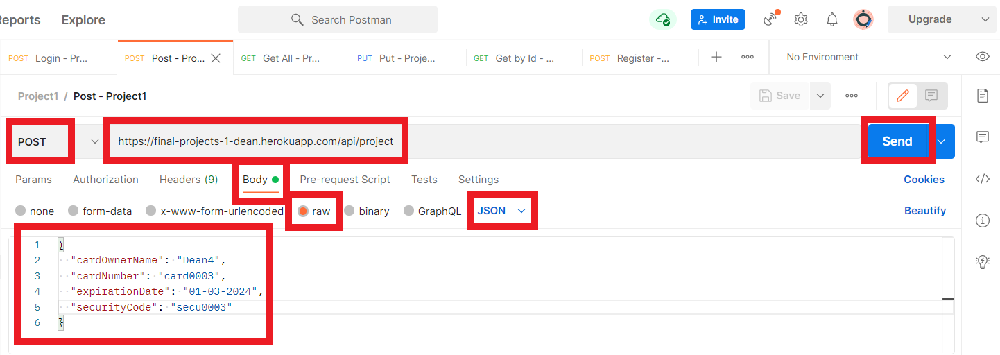 Reports Explore Search Postman Invite Upgrade
POST Login - Pr... POST Post - Pro... GET Get All - Pr... PUT Put - Proje... GET Get by Id - ... POST Register -... No Environment
Project1 / Post - Project1 Save
POST https://final-projects-1-dean.herokuapp.com/api/project Send
Params Authorization Headers (9) Body Pre-request Script Tests Settings Cookies
none form-data x-www-form-urlencoded raw binary GraphQL JSON Beautify
1 {
2 "cardOwnerName": "Dean4",
3 "cardNumber": "card0003",
4 "expirationDate": "01-03-2024",
5 "securityCode": "secu0003"
6 }